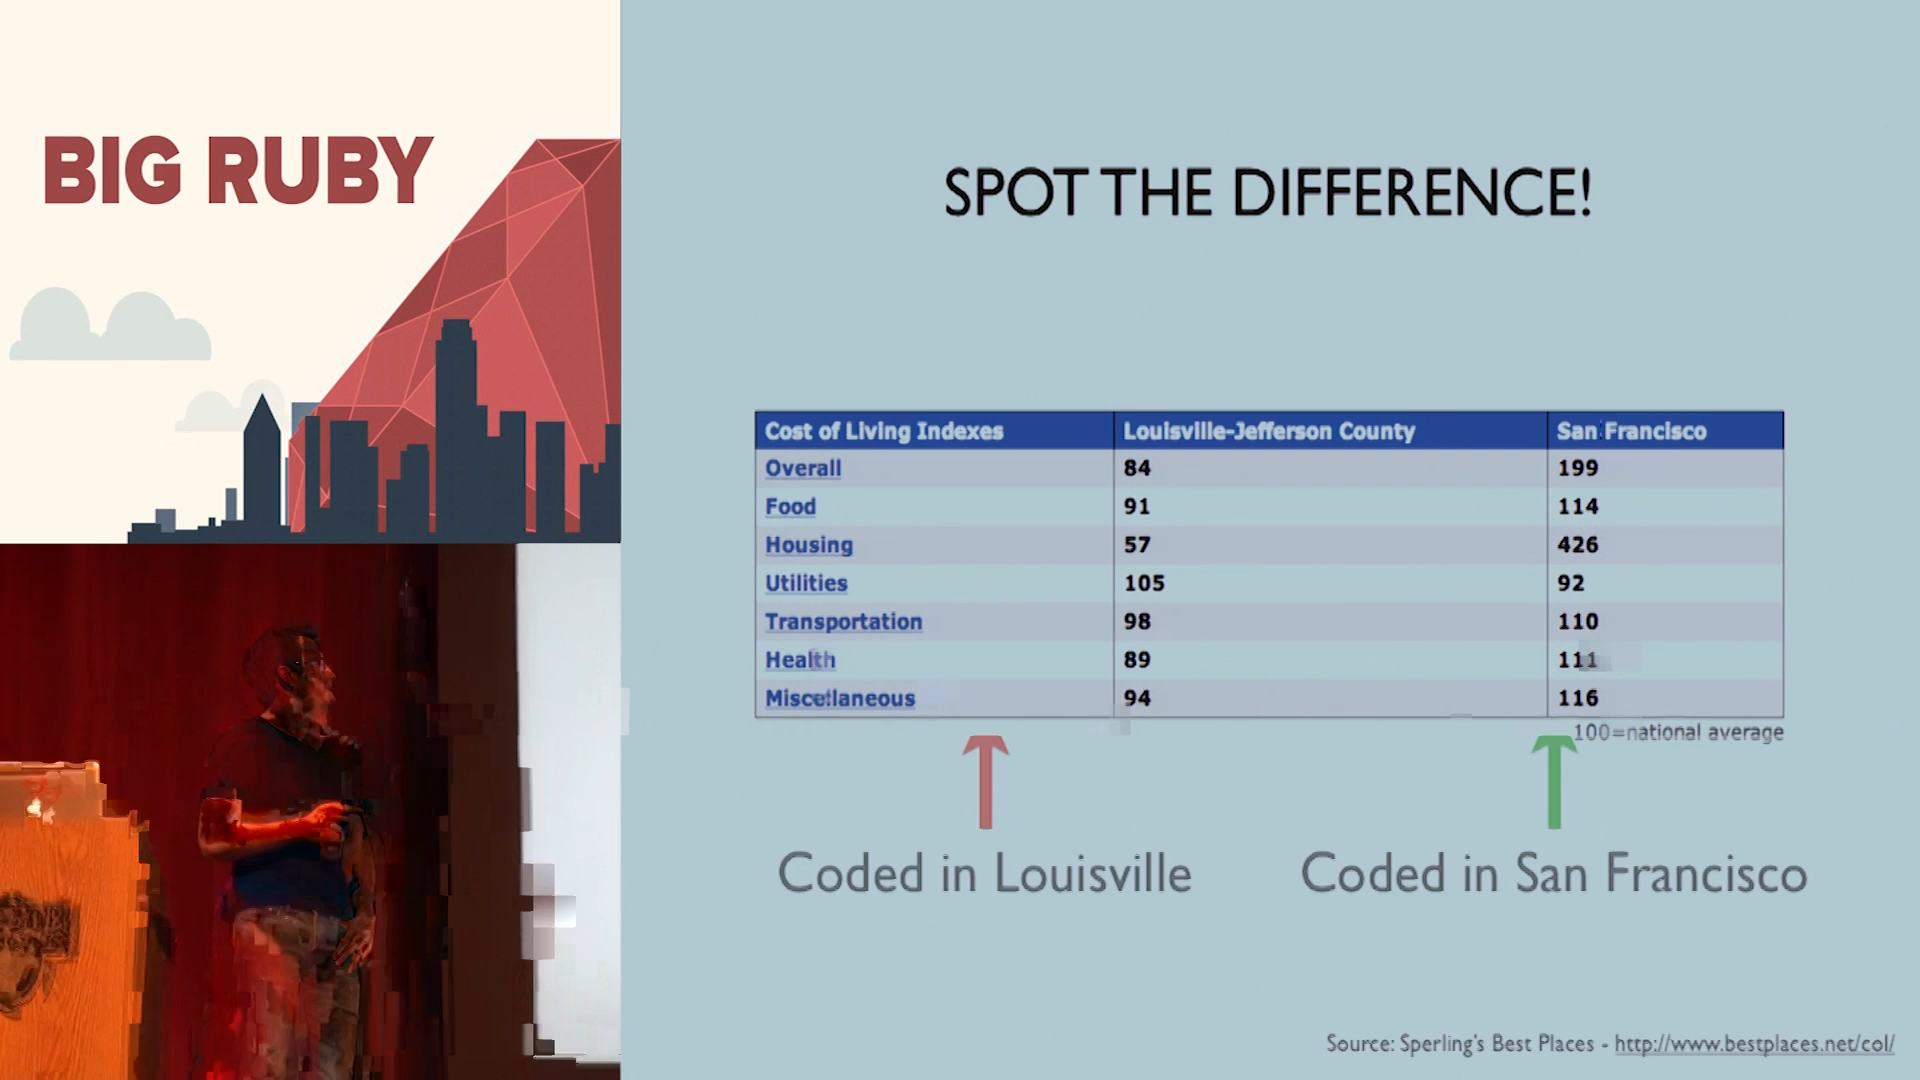 BIG RUBY
SPOT THE DIFFERENCE!
Cost of Living Indexes Louisville-Jefferson County San Francisco
Overall 84 199
Food 91 114
Housing 57 426
Utilities 105 92
Transportation 98 110
Health 89 111
Miscellaneous 94 116
100=national average
Coded in Louisville Coded in San Francisco
Source: Sperling's Best Places - http://www.bestplaces.net/col/